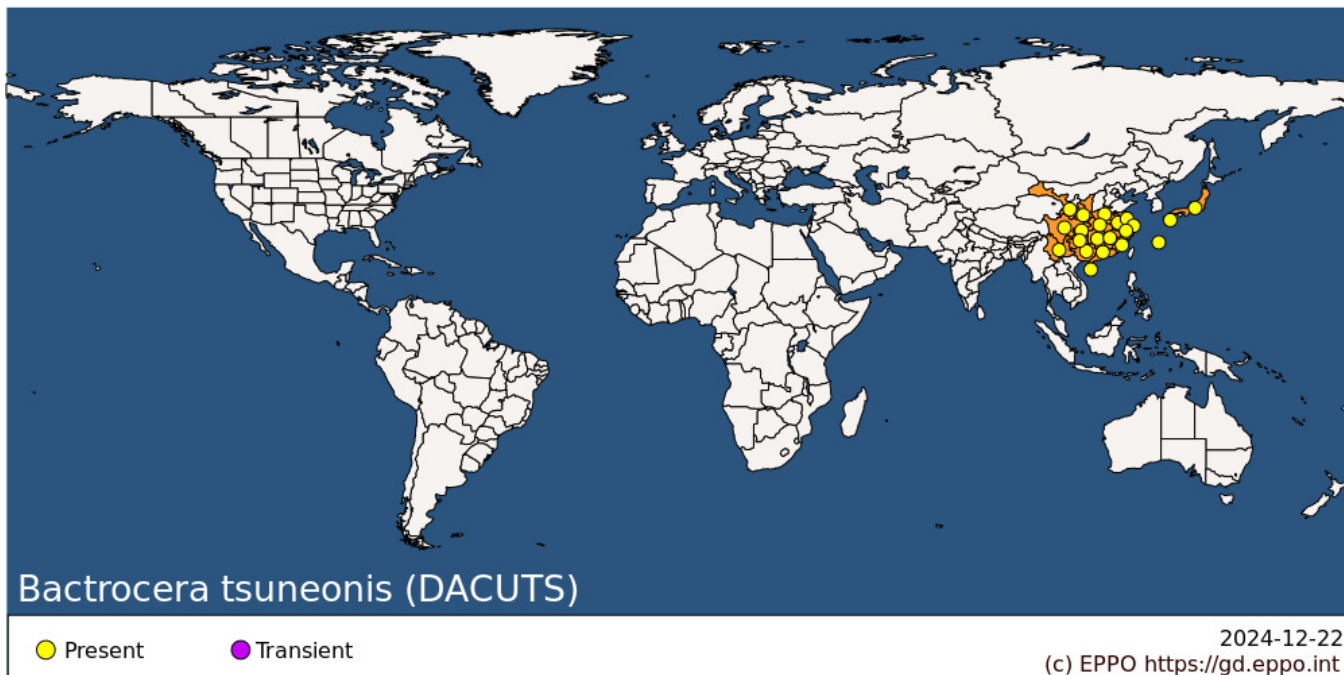 Bactrocera tsuneonis (DACUTS)
Present
Transient
2024-12-22
(c) EPPO https://gd.eppo.int